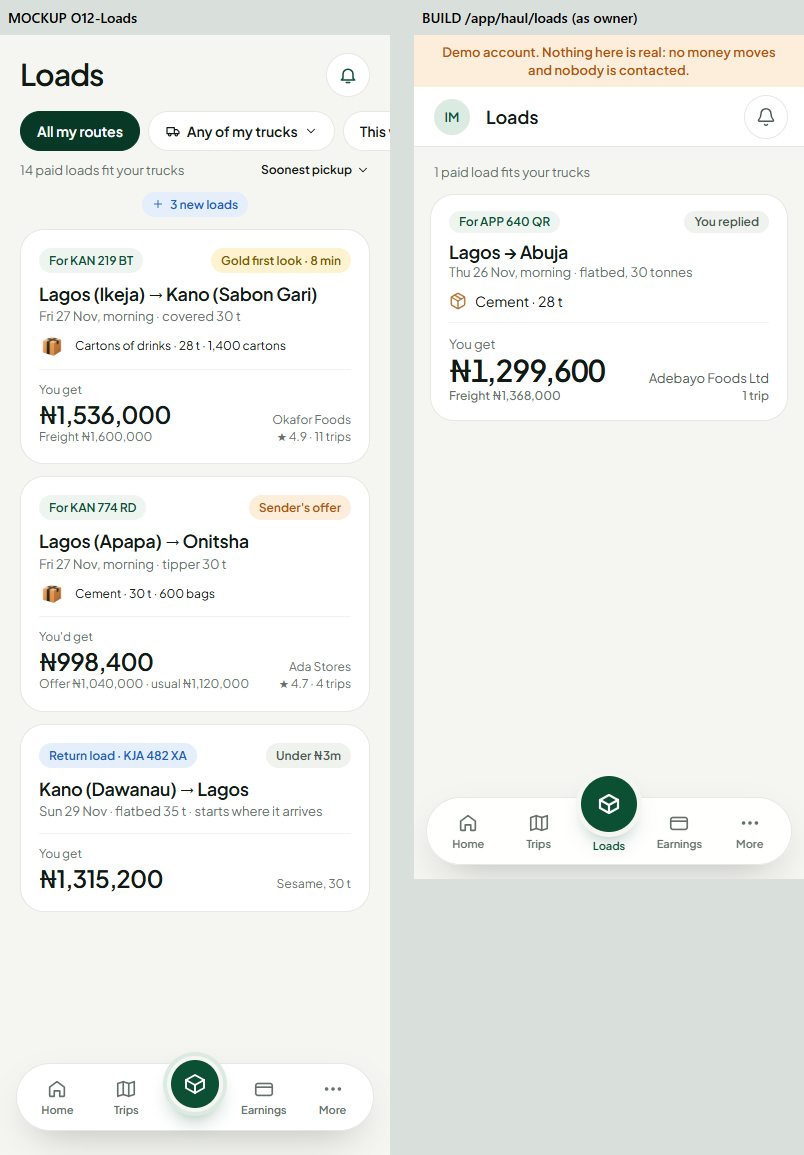 MOCKUP O12-Loads
Loads
All my routes
Any of my trucks
This
14 paid loads fit your trucks
Soonest pickup
+ 3 new loads
For KAN 219 BT
Gold first look · 8 min
Lagos (Ikeja) → Kano (Sabon Gari)
Fri 27 Nov, morning · covered 30 t
Cartons of drinks · 28 t · 1,400 cartons
You get
₦1,536,000
Okafor Foods
Freight ₦1,600,000
★ 4.9 · 11 trips
For KAN 774 RD
Sender's offer
Lagos (Apapa) → Onitsha
Fri 27 Nov, morning · tipper 30 t
Cement · 30 t · 600 bags
You'd get
₦998,400
Ada Stores
Offer ₦1,040,000 · usual ₦1,120,000
★ 4.7 · 4 trips
Return load · KJA 482 XA
Under ₦3m
Kano (Dawanau) → Lagos
Sun 29 Nov · flatbed 35 t · starts where it arrives
You get
₦1,315,200
Sesame, 30 t
Home
Trips
Earnings
More
BUILD /app/haul/loads (as owner)
Demo account. Nothing here is real: no money moves
and nobody is contacted.
IM
Loads
1 paid load fits your trucks
For APP 640 QR
You replied
Lagos → Abuja
Thu 26 Nov, morning · flatbed, 30 tonnes
Cement · 28 t
You get
₦1,299,600
Adebayo Foods Ltd
Freight ₦1,368,000
1 trip
Home
Trips
Loads
Earnings
More